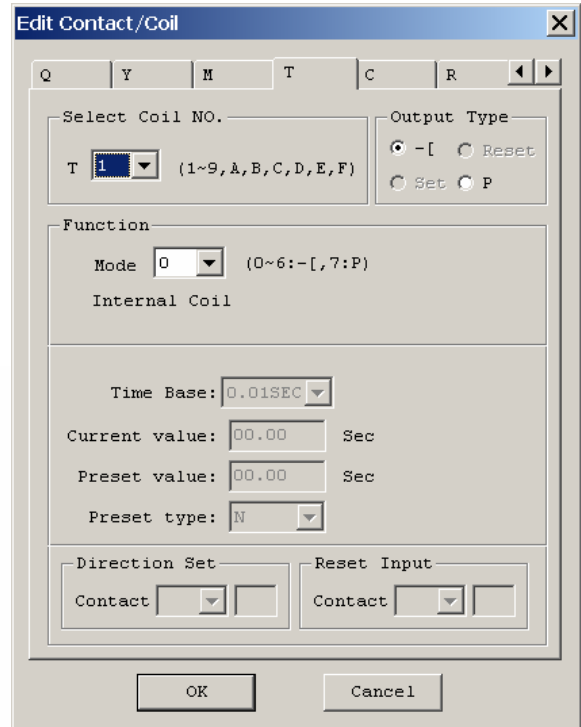 Edit Contact/Coil
Q Y M T C R
Select Coil NO.
T 1 (1~9,A,B,C,D,E,F)
Output Type
-[ Reset
Set P
Function
Mode 0 (0~6:-[,7:P)
Internal Coil
Time Base: 0.01SEC
Current value: 00.00 Sec
Preset value: 00.00 Sec
Preset type: N
Direction Set
Contact
Reset Input
Contact
OK Cancel